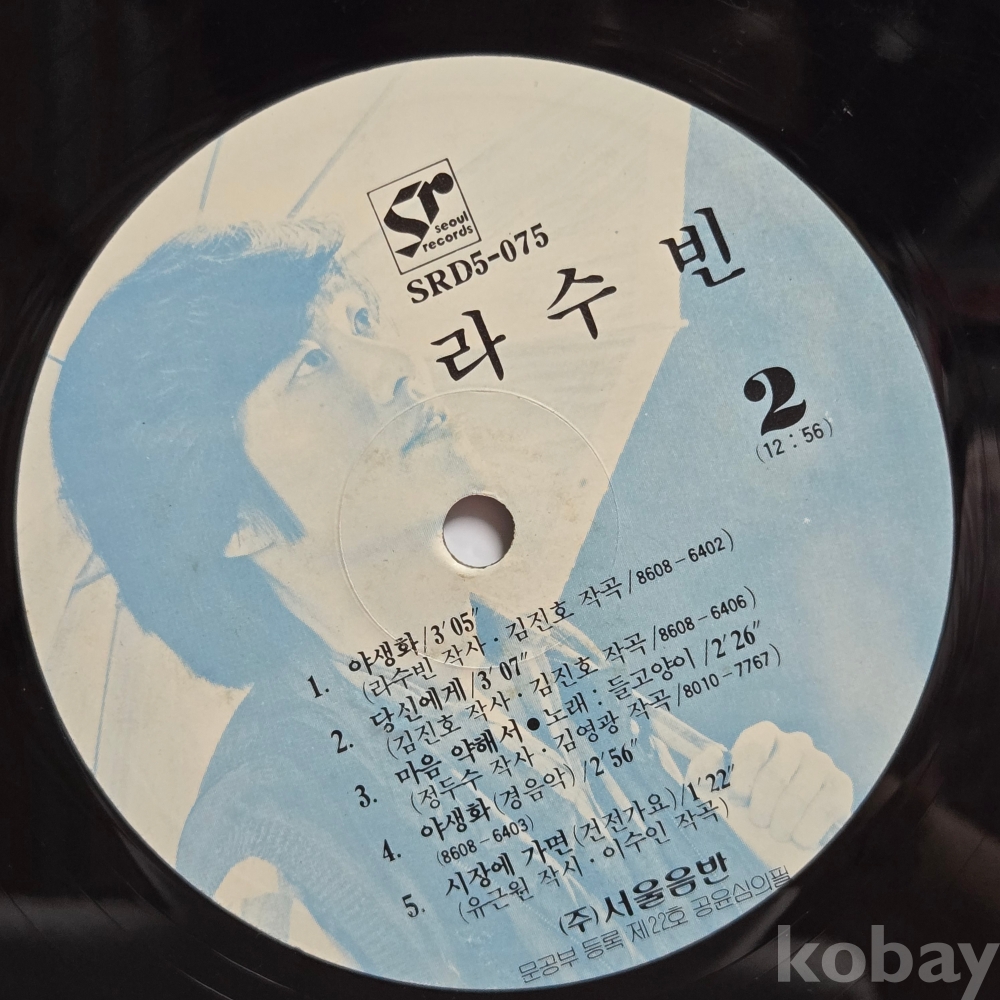 Sr
seoul
records
SRD5-075
라수빈
2
(12 : 56)
1. 야생화/3′05″
(라수빈 작사 · 김진호 작곡/8608-6402)
2. 당신에게/3′07″
(김진호 작사 · 김진호 작곡/8608-6406)
3. 마음 약해서 ● 노래 : 들고양이/2′26″
(정두수 작사 · 김영광 작곡/8010-7767)
4. 야생화(경음악)/2′56″
(8608-6403)
5. 시장에 가면(건전가요)/1′22″
(유근원 작시 · 이수인 작곡)
(주)서울음반
문공부 등록 제22호 공윤심의필
kobay